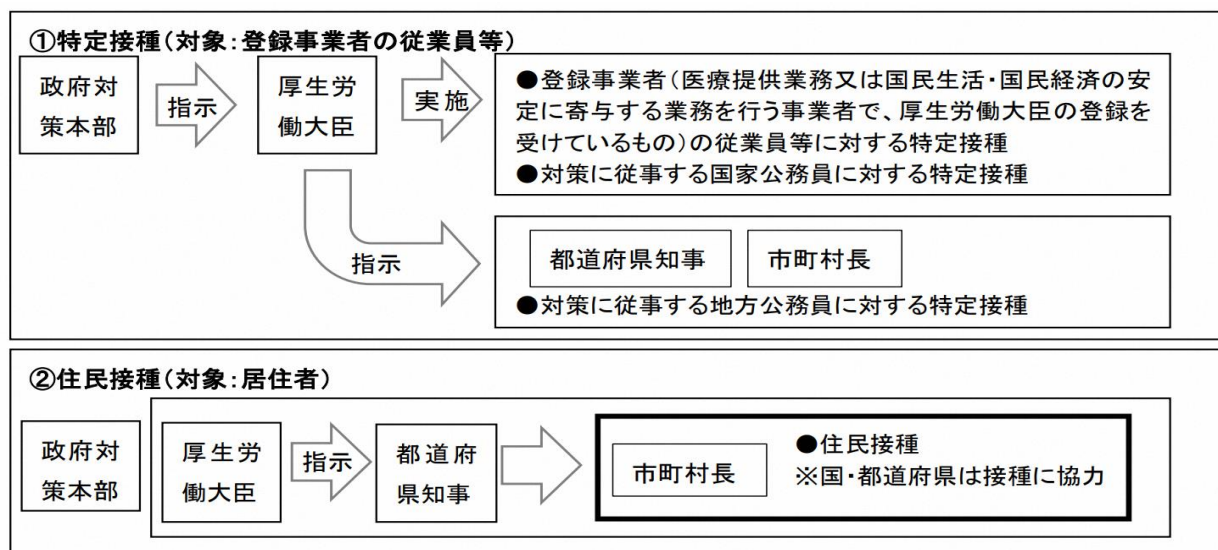 ①特定接種(対象:登録事業者の従業員等)
政府対
策本部
指示
厚生労
働大臣
実施
●登録事業者(医療提供業務又は国民生活・国民経済の安
定に寄与する業務を行う事業者で、厚生労働大臣の登録を
受けているもの)の従業員等に対する特定接種
●対策に従事する国家公務員に対する特定接種
指示
都道府県知事
市町村長
●対策に従事する地方公務員に対する特定接種
②住民接種(対象:居住者)
政府対
策本部
厚生労
働大臣
指示
都道府
県知事
市町村長
●住民接種
※国・都道府県は接種に協力